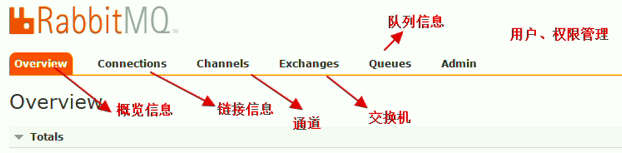 RabbitMQ™
队列信息
用户、权限管理
Overview Connections Channels Exchanges Queues Admin
Overview
概览信息
链接信息
通道
交换机
Totals